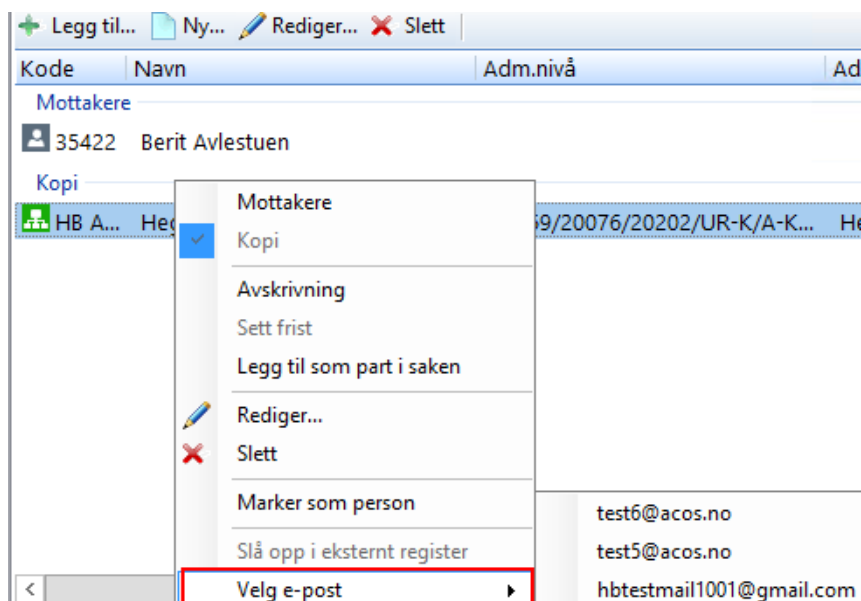 Legg til... Ny... Rediger... Slett
Kode Navn Adm.nivå Ad
Mottakere
35422 Berit Avlestuen
Kopi
HB A... Heg 59/20076/20202/UR-K/A-K... He
Mottakere
Kopi
Avskrivning
Sett frist
Legg til som part i saken
Rediger...
Slett
Marker som person
Slå opp i eksternt register
Velg e-post
test6@acos.no
test5@acos.no
hbtestmail1001@gmail.com